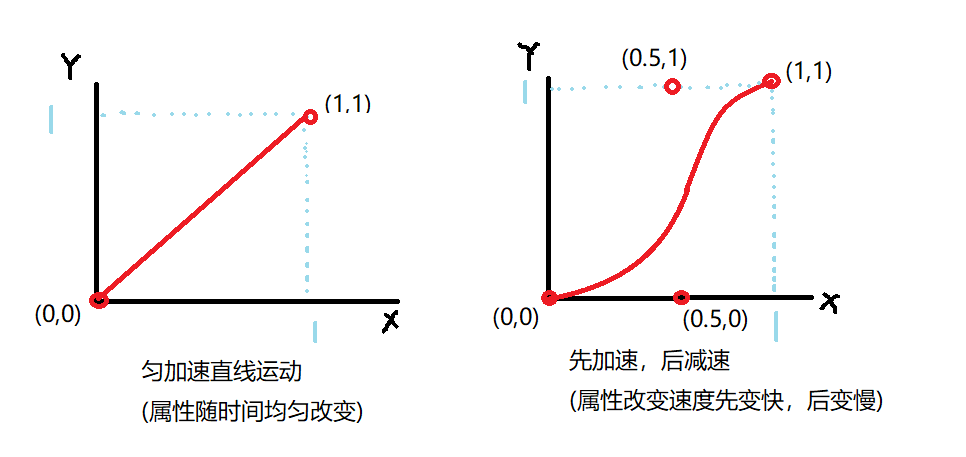 Y
1
(1,1)
(0,0)
X
1
匀加速直线运动
(属性随时间均匀改变)
Y
(0.5,1)
1
(1,1)
(0,0)
(0.5,0)
X
1
先加速，后减速
(属性改变速度先变快，后变慢)